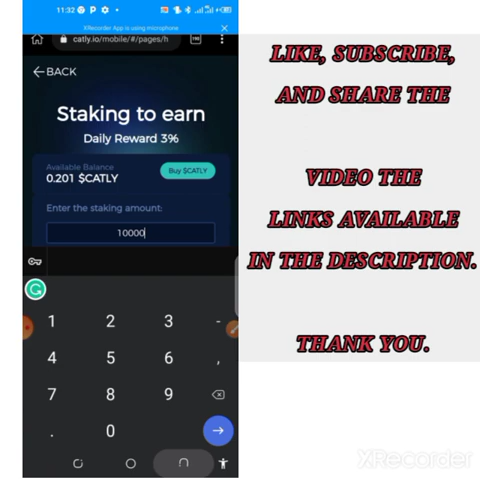 11:32
XRecorder App is using microphone
catly.io/mobile/#/pages/h
BACK
Staking to earn
Daily Reward 3%
Available Balance
0.201 $CATLY
Buy $CATLY
Enter the staking amount:
10000
1 2 3 -
4 5 6 ,
7 8 9
. 0
LIKE, SUBSCRIBE,
AND SHARE THE
VIDEO THE
LINKS AVAILABLE
IN THE DESCRIPTION.
THANK YOU.
XRecorder